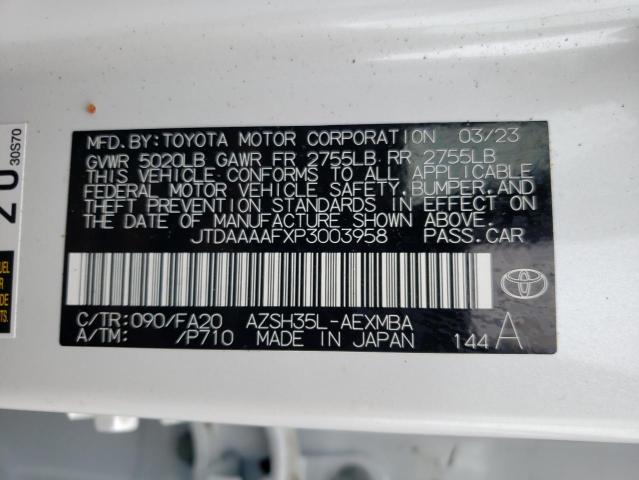 MFD. BY: TOYOTA MOTOR CORPORATION 03/23
GVWR 5020LB GAWR FR 2755LB RR 2755LB
THIS VEHICLE CONFORMS TO ALL APPLICABLE
FEDERAL MOTOR VEHICLE SAFETY, BUMPER, AND
THEFT PREVENTION STANDARDS IN EFFECT ON
THE DATE OF MANUFACTURE SHOWN ABOVE.
JTDAAAAFXP3003958 PASS. CAR
C/TR: 090/FA20 AZSH35L-AEXMBA
A/TM: /P710 MADE IN JAPAN 144 A
30S70